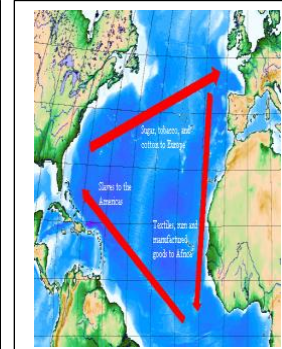 Sugar, tobacco, and
cotton to Europe
Slaves to the
Americas
Textiles, rum and
manufactured
goods to Africa